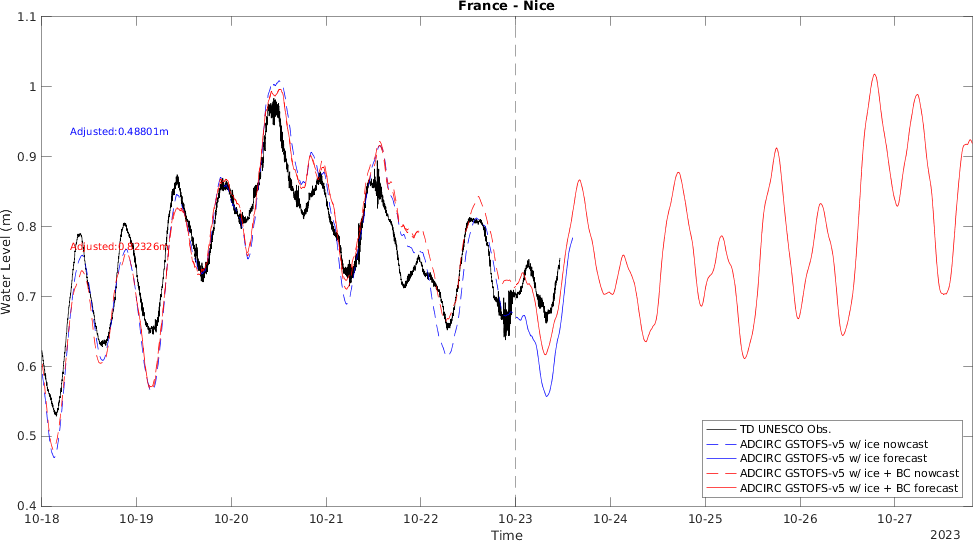 France - Nice
1.1
1
0.9
0.8
0.7
0.6
0.5
0.4
Water Level (m)
Adjusted:0.48801m
Adjusted:0.82326m
TD UNESCO Obs.
ADCIRC GSTOFS-v5 w/ ice nowcast
ADCIRC GSTOFS-v5 w/ ice forecast
ADCIRC GSTOFS-v5 w/ ice + BC nowcast
ADCIRC GSTOFS-v5 w/ ice + BC forecast
10-18 10-19 10-20 10-21 10-22 10-23 10-24 10-25 10-26 10-27
Time
2023